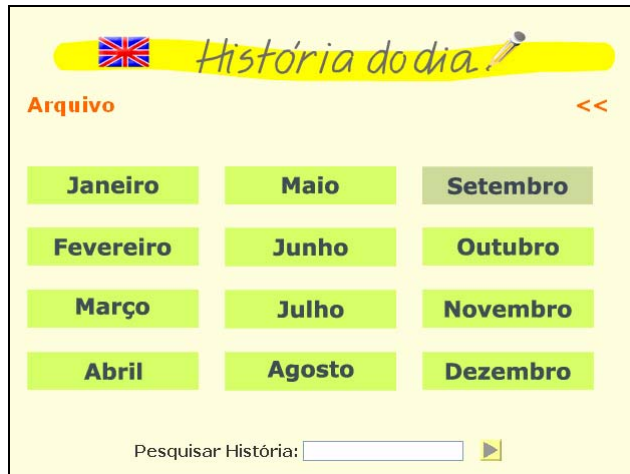 História do dia
Arquivo <<
Janeiro Maio Setembro
Fevereiro Junho Outubro
Março Julho Novembro
Abril Agosto Dezembro
Pesquisar História: